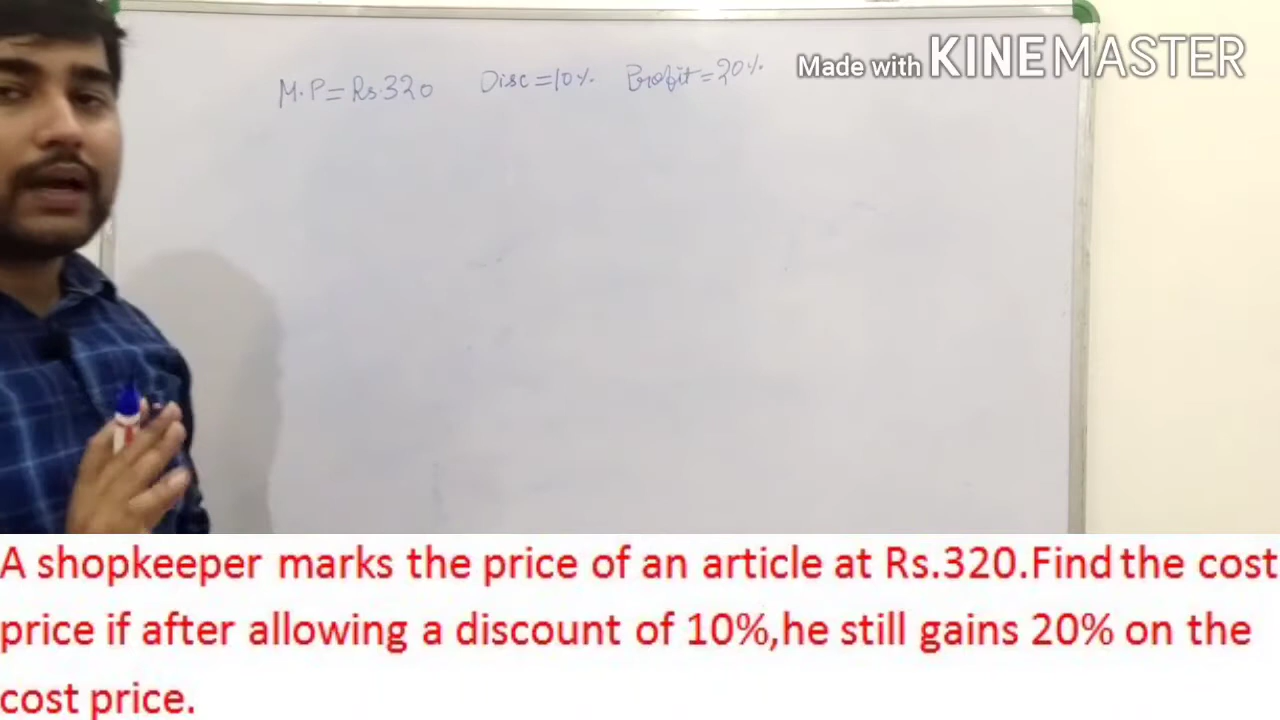 Made with KINEMASTER
M.P=Rs.320 Disc=10% Profit=20%
A shopkeeper marks the price of an article at Rs.320.Find the cost
price if after allowing a discount of 10%,he still gains 20% on the
cost price.